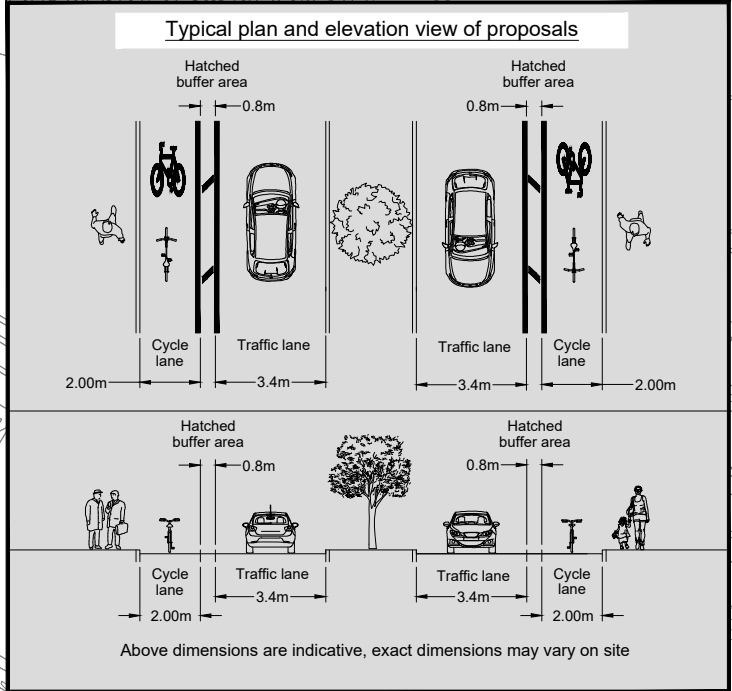 Typical plan and elevation view of proposals
Hatched
buffer area
0.8m
Hatched
buffer area
0.8m
Cycle
lane
Traffic lane
Traffic lane
Cycle
lane
2.00m
3.4m
3.4m
2.00m
Hatched
buffer area
0.8m
Hatched
buffer area
0.8m
Cycle
lane
Traffic lane
Traffic lane
Cycle
lane
2.00m
3.4m
3.4m
2.00m
Above dimensions are indicative, exact dimensions may vary on site